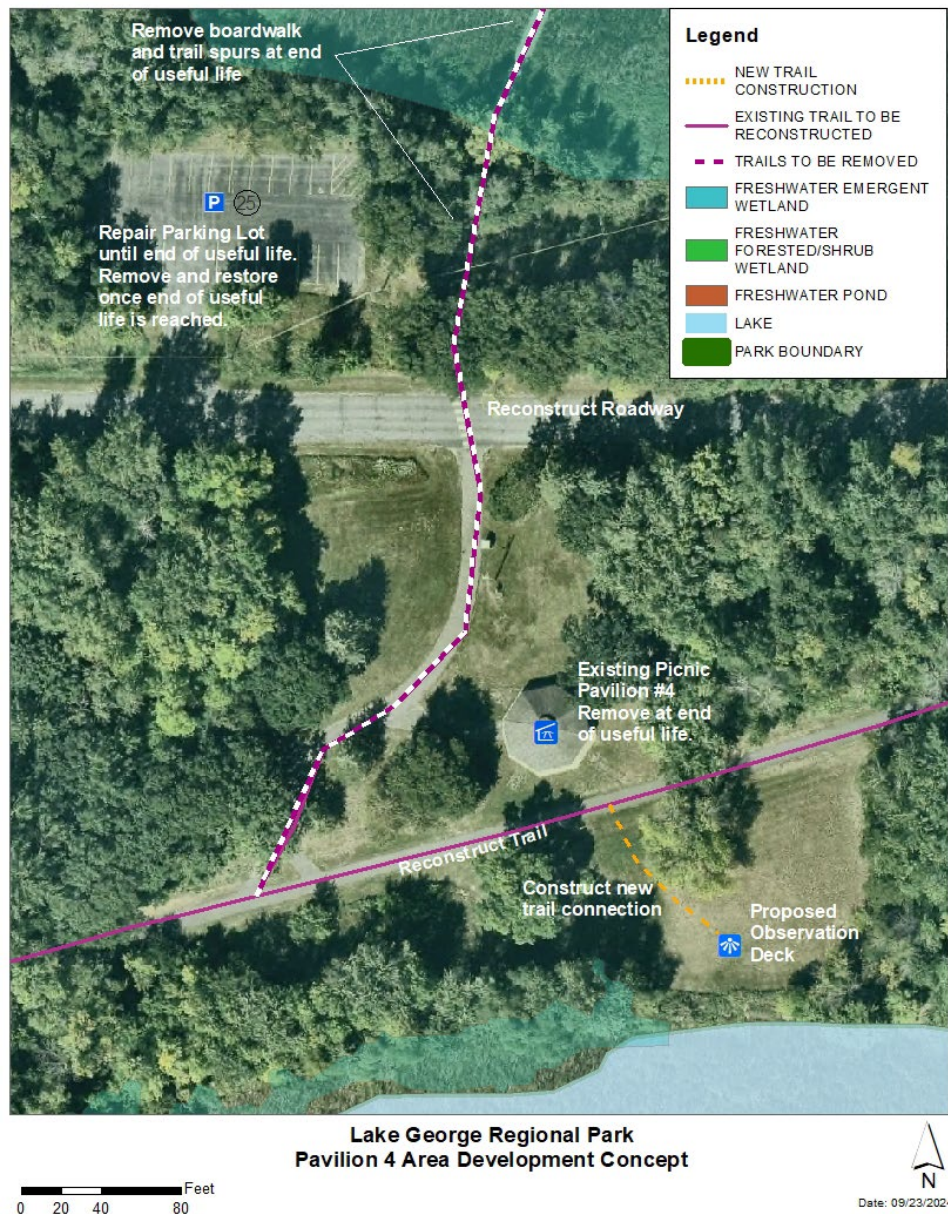 Remove boardwalk
and trail spurs at end
of useful life
P 25
Repair Parking Lot
until end of useful life.
Remove and restore
once end of useful
life is reached.
Legend
NEW TRAIL
CONSTRUCTION
EXISTING TRAIL TO BE
RECONSTRUCTED
TRAILS TO BE REMOVED
FRESHWATER EMERGENT
WETLAND
FRESHWATER
FORESTED/SHRUB
WETLAND
FRESHWATER POND
LAKE
PARK BOUNDARY
Reconstruct Roadway
Existing Picnic
Pavilion #4
Remove at end
of useful life.
Reconstruct Trail
Construct new
trail connection
Proposed
Observation
Deck
Lake George Regional Park
Pavilion 4 Area Development Concept
Feet
0 20 40 80
N
Date: 09/23/2024